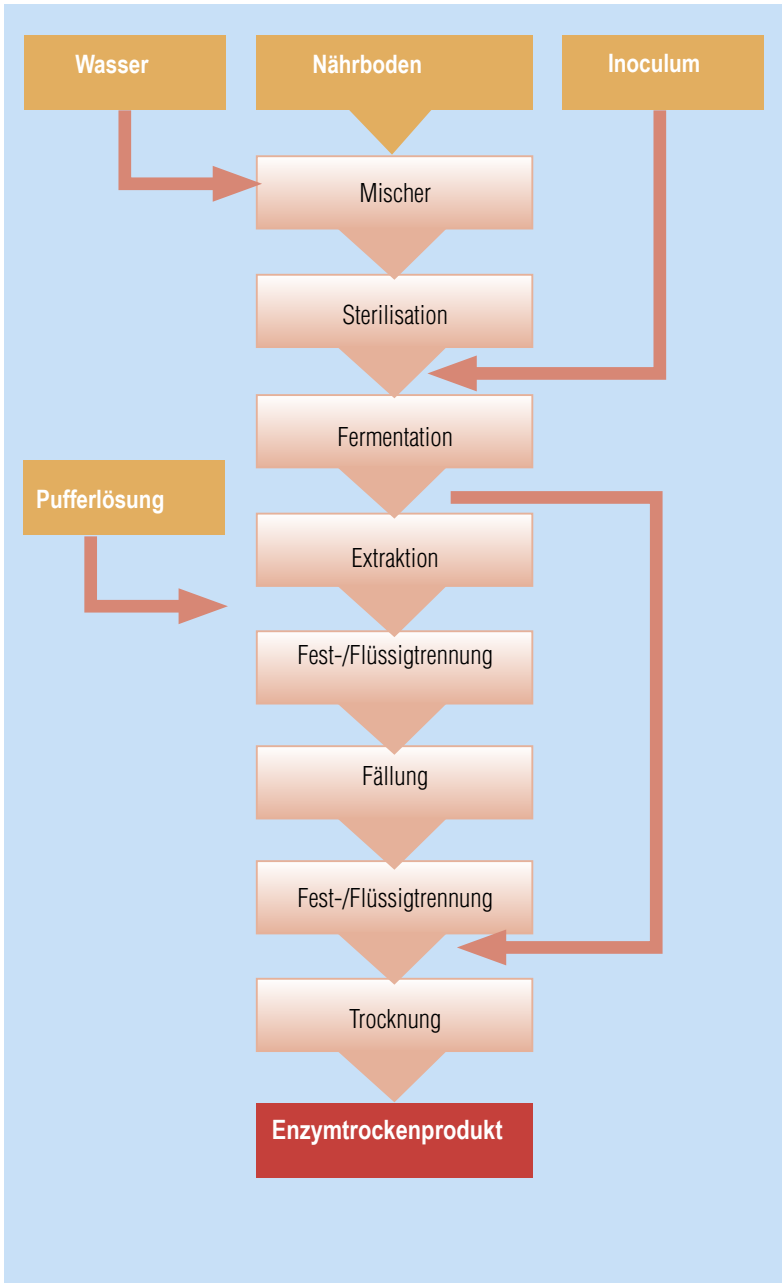 Wasser
Nährboden
Inoculum
Mischer
Sterilisation
Fermentation
Pufferlösung
Extraktion
Fest-/Flüssigtrennung
Fällung
Fest-/Flüssigtrennung
Trocknung
Enzymtrockenprodukt